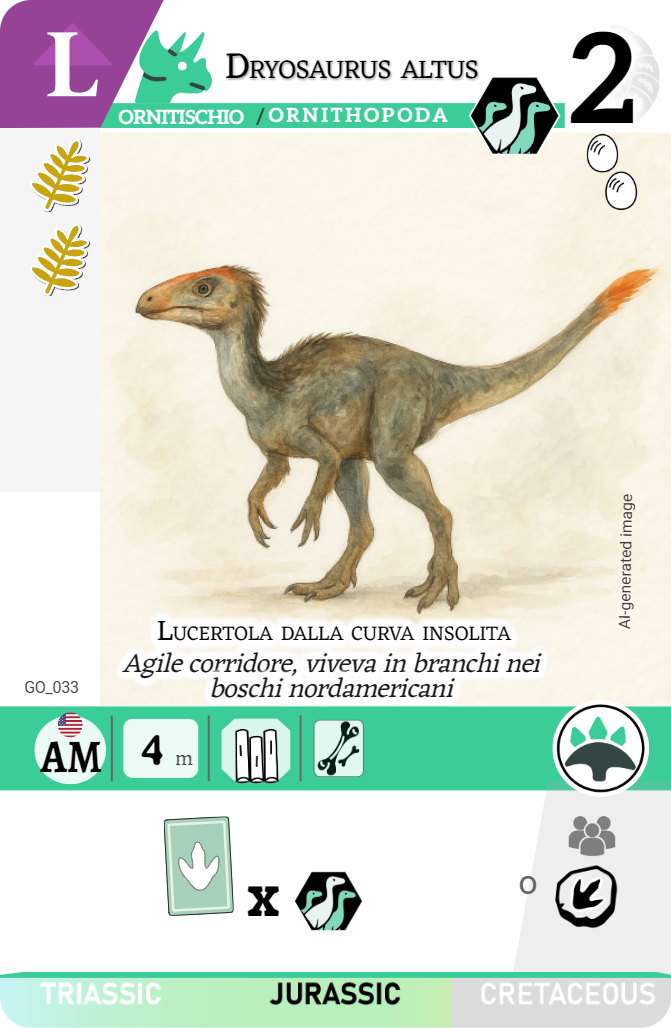 L
DRYOSAURUS ALTUS
2
ORNITISCHIO / ORNITHOPODA
AI-generated image
LUCERTOLA DALLA CURVA INSOLITA
Agile corridore, viveva in branchi nei
boschi nordamericani
GO_033
AM
4 m
x
O
TRIASSIC JURASSIC CRETACEOUS